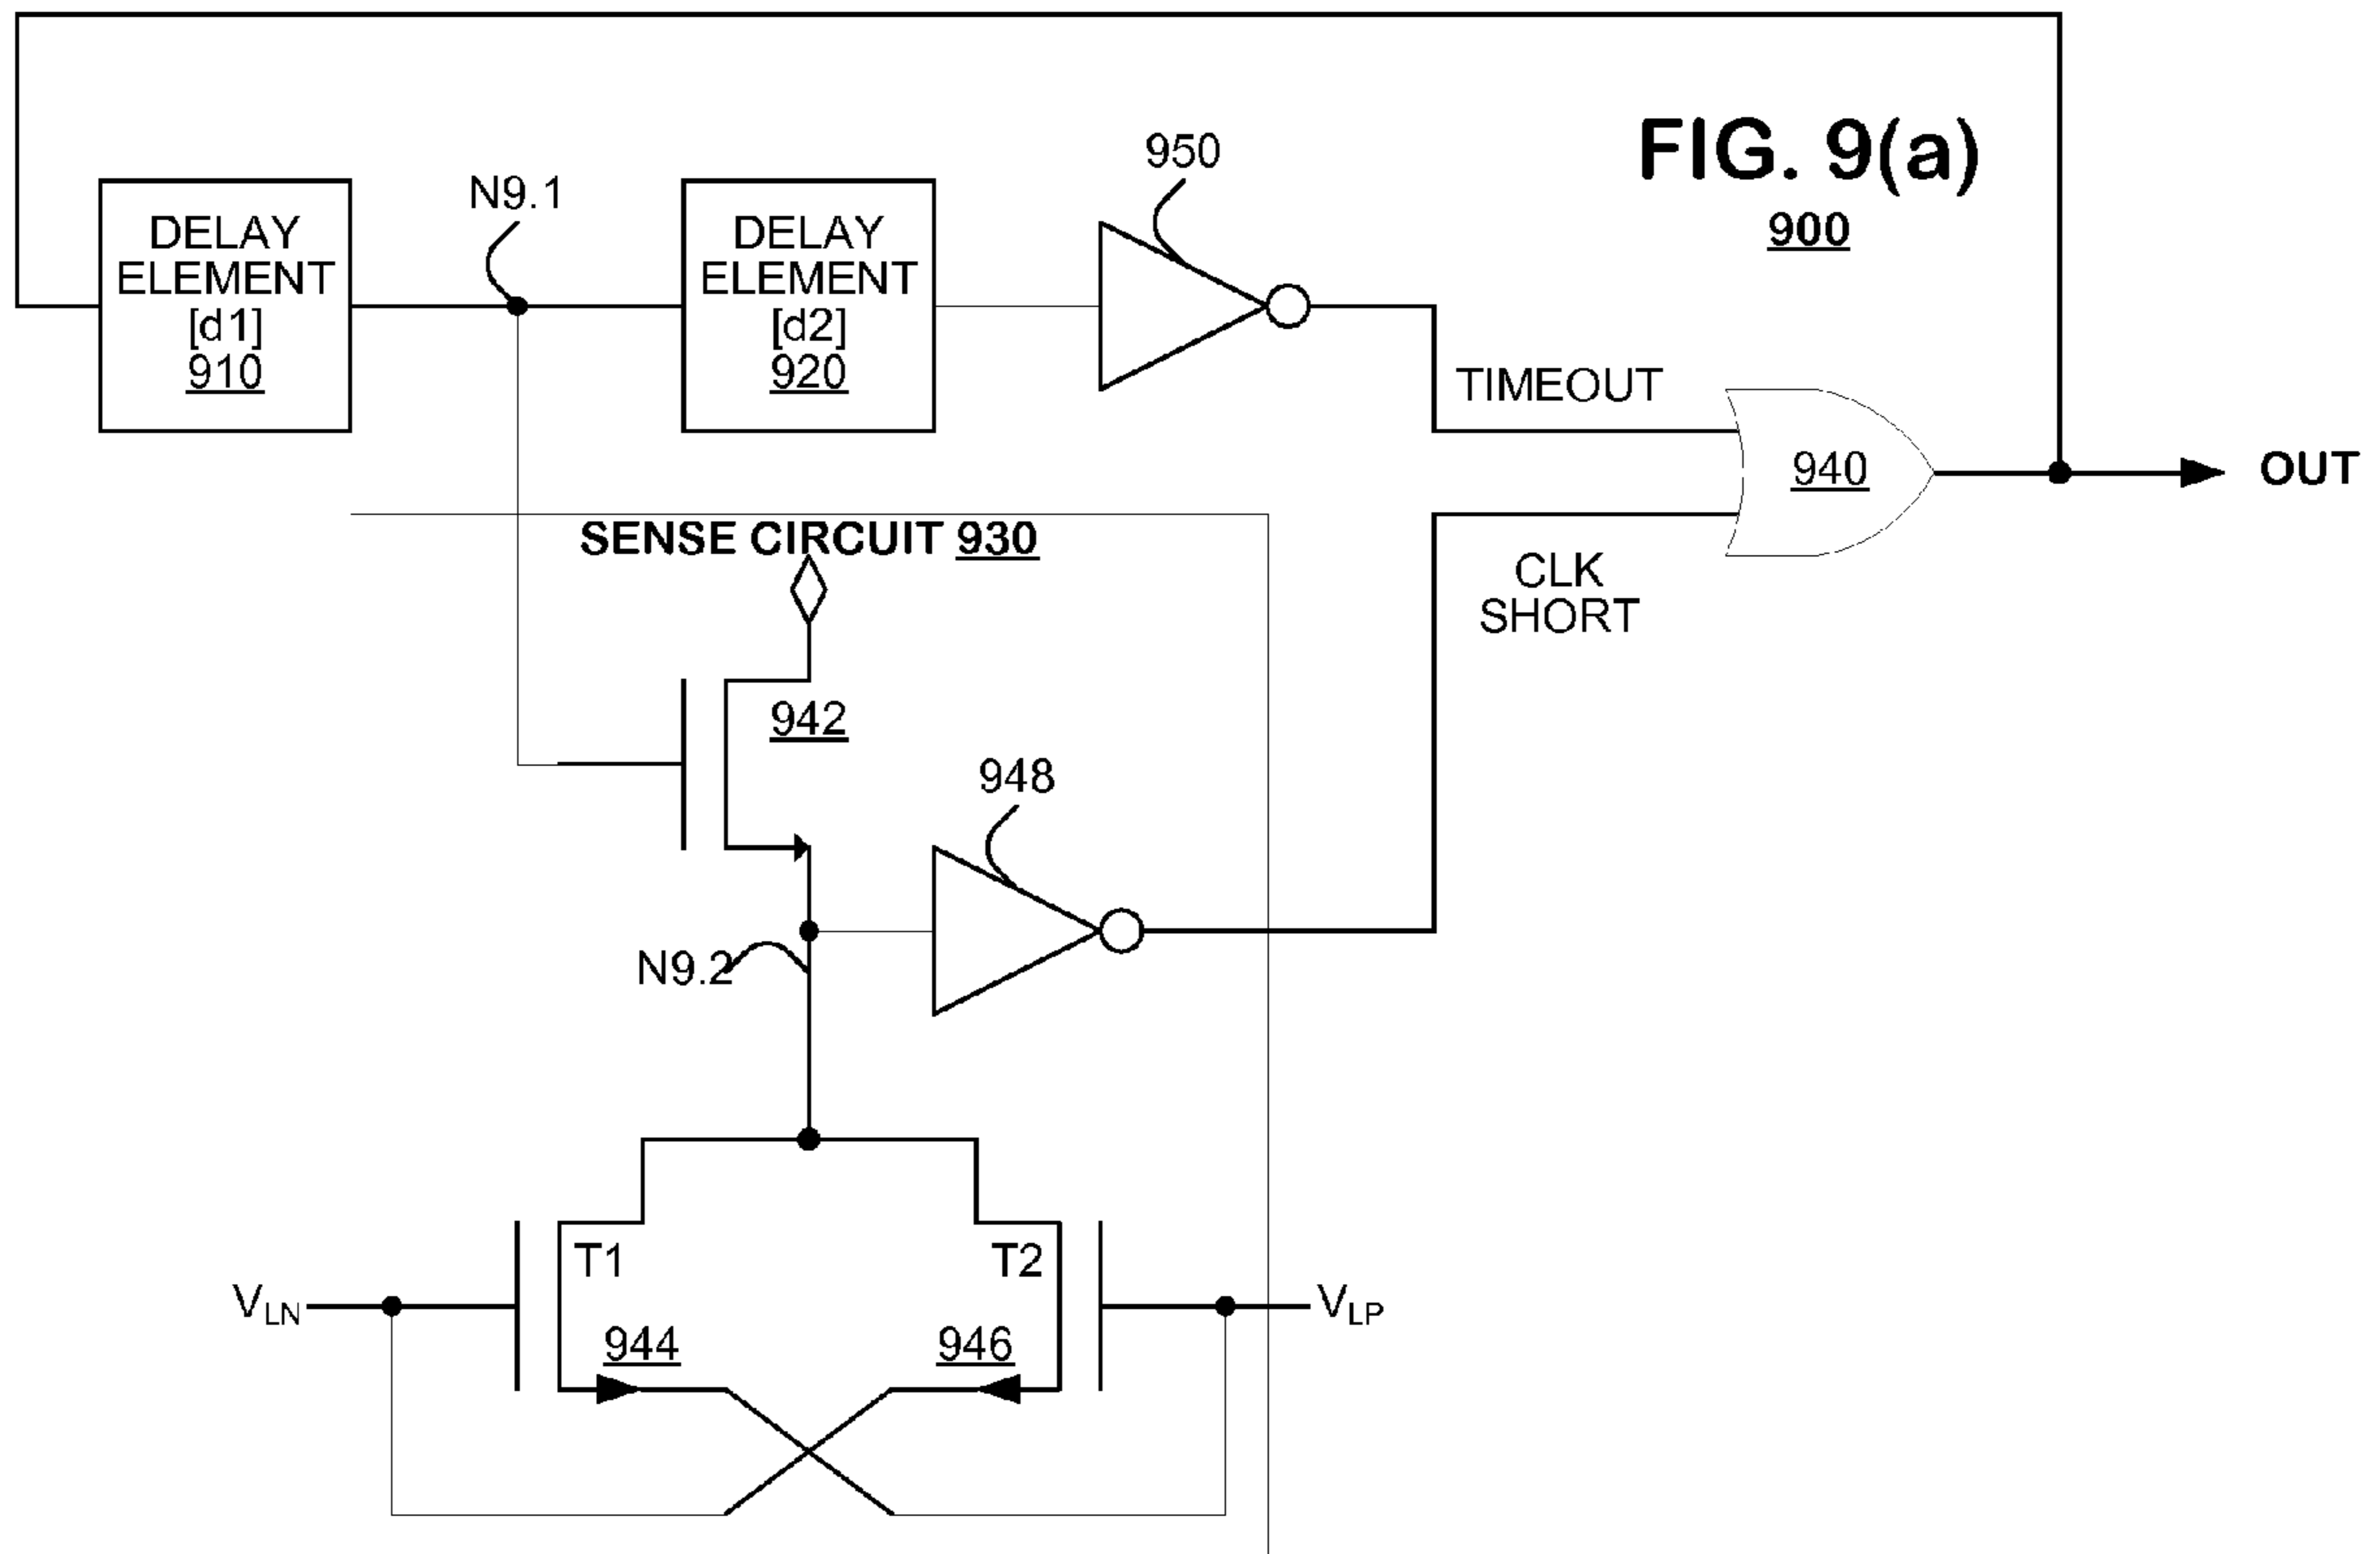 FIG. 9(a)
900
950
N9.1
DELAY
ELEMENT
[d1]
910
DELAY
ELEMENT
[d2]
920
TIMEOUT
940
OUT
SENSE CIRCUIT 930
CLK
SHORT
942
948
N9.2
T1
T2
VLN
VLP
944
946